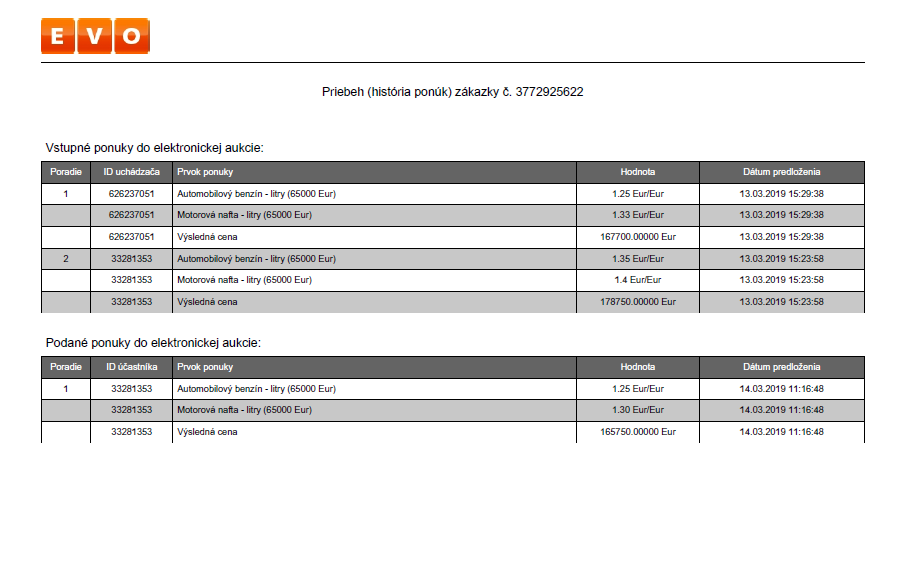 EVO
Priebeh (história ponúk) zákazky č. 3772925622
Vstupné ponuky do elektronickej aukcie:
Poradie ID uchádzača Prvok ponuky Hodnota Dátum predloženia
1 626237051 Automobilový benzín - litry (65000 Eur) 1.25 Eur/Eur 13.03.2019 15:29:38
626237051 Motorová nafta - litry (65000 Eur) 1.33 Eur/Eur 13.03.2019 15:29:38
626237051 Výsledná cena 167700.00000 Eur 13.03.2019 15:29:38
2 33281353 Automobilový benzín - litry (65000 Eur) 1.35 Eur/Eur 13.03.2019 15:23:58
33281353 Motorová nafta - litry (65000 Eur) 1.4 Eur/Eur 13.03.2019 15:23:58
33281353 Výsledná cena 178750.00000 Eur 13.03.2019 15:23:58
Podané ponuky do elektronickej aukcie:
Poradie ID účastníka Prvok ponuky Hodnota Dátum predloženia
1 33281353 Automobilový benzín - litry (65000 Eur) 1.25 Eur/Eur 14.03.2019 11:16:48
33281353 Motorová nafta - litry (65000 Eur) 1.30 Eur/Eur 14.03.2019 11:16:48
33281353 Výsledná cena 165750.00000 Eur 14.03.2019 11:16:48